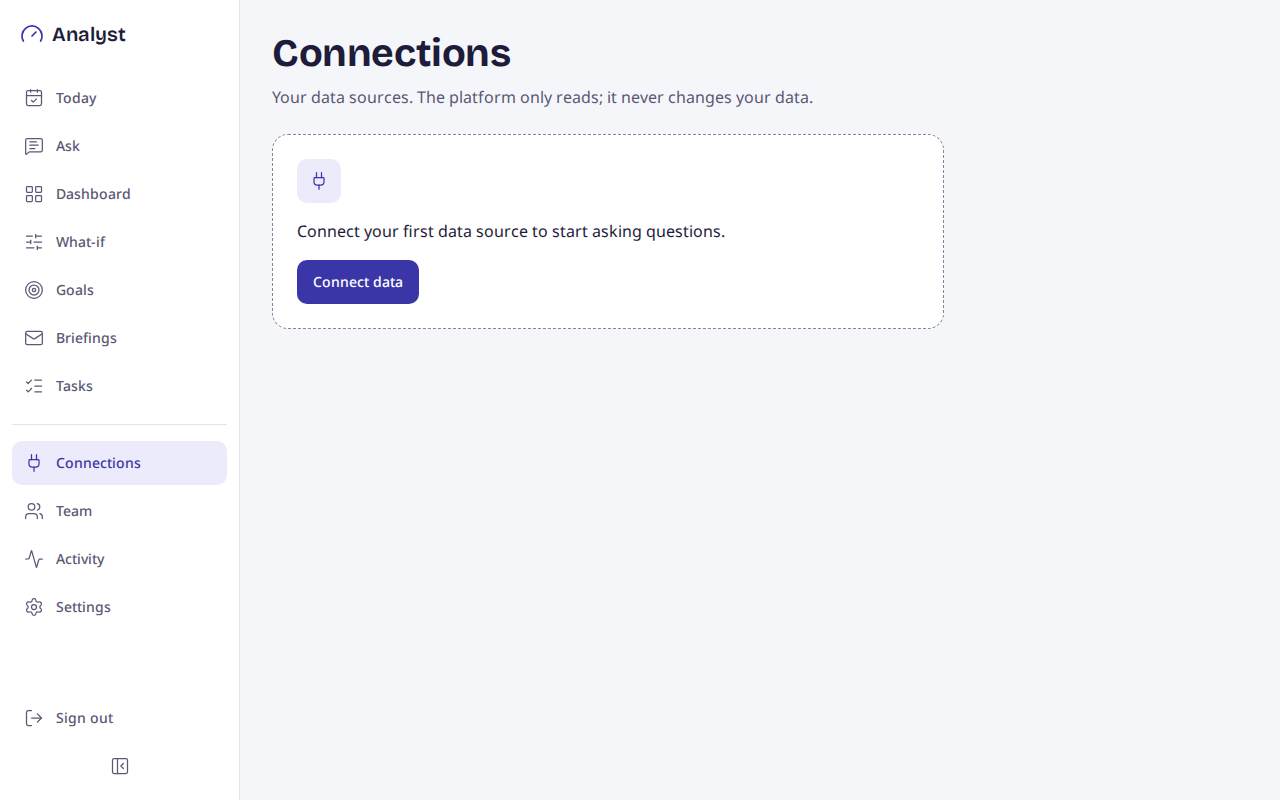 Analyst
Today
Ask
Dashboard
What-if
Goals
Briefings
Tasks
Connections
Team
Activity
Settings
Sign out
Connections
Your data sources. The platform only reads; it never changes your data.
Connect your first data source to start asking questions.
Connect data